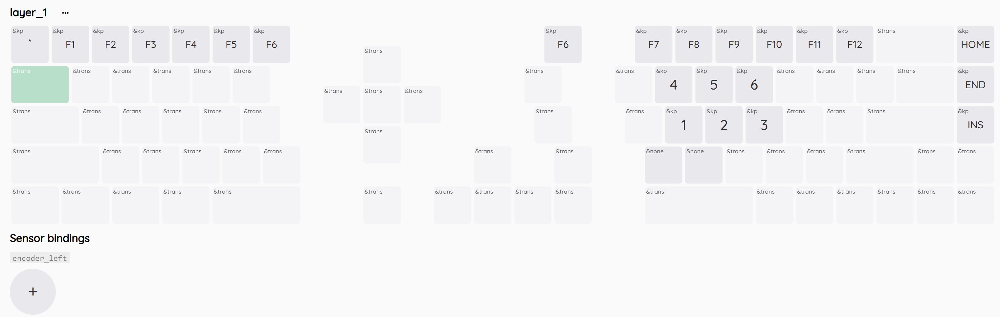 layer_1 ...
&kp &kp &kp &kp &kp &kp &kp &kp &kp &kp &kp &kp &kp &kp &trans &kp
` F1 F2 F3 F4 F5 F6 F6 F7 F8 F9 F10 F11 F12 HOME
&trans
&trans &trans &trans &trans &trans &trans &trans &trans &kp &kp &kp &trans &trans &trans &trans &kp
4 5 6 END
&trans &trans &trans
&trans &trans &trans &trans &trans &trans &trans &trans &kp &kp &kp &trans &trans &trans &kp
1 2 3 INS
&trans
&trans &trans &trans &trans &trans &trans &trans &trans &none &none &trans &trans &trans &trans &trans &trans
&trans &trans &trans &trans &trans &trans &trans &trans &trans &trans &trans &trans &trans &trans &trans &trans &trans
Sensor bindings
encoder_left
+